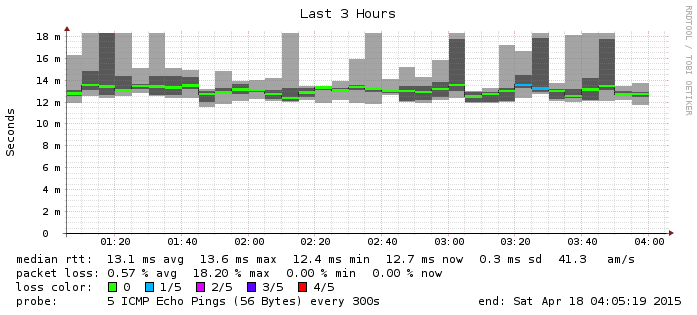 Last 3 Hours
RRDTOOL / TOBI OETIKER
Seconds
18 m
16 m
14 m
12 m
10 m
8 m
6 m
4 m
2 m
0
01:20 01:40 02:00 02:20 02:40 03:00 03:20 03:40 04:00
median rtt: 13.1 ms avg 13.6 ms max 12.4 ms min 12.7 ms now 0.3 ms sd 41.3 am/s
packet loss: 0.57 % avg 18.20 % max 0.00 % min 0.00 % now
loss color: 0 1/5 2/5 3/5 4/5
probe: 5 ICMP Echo Pings (56 Bytes) every 300s end: Sat Apr 18 04:05:19 2015